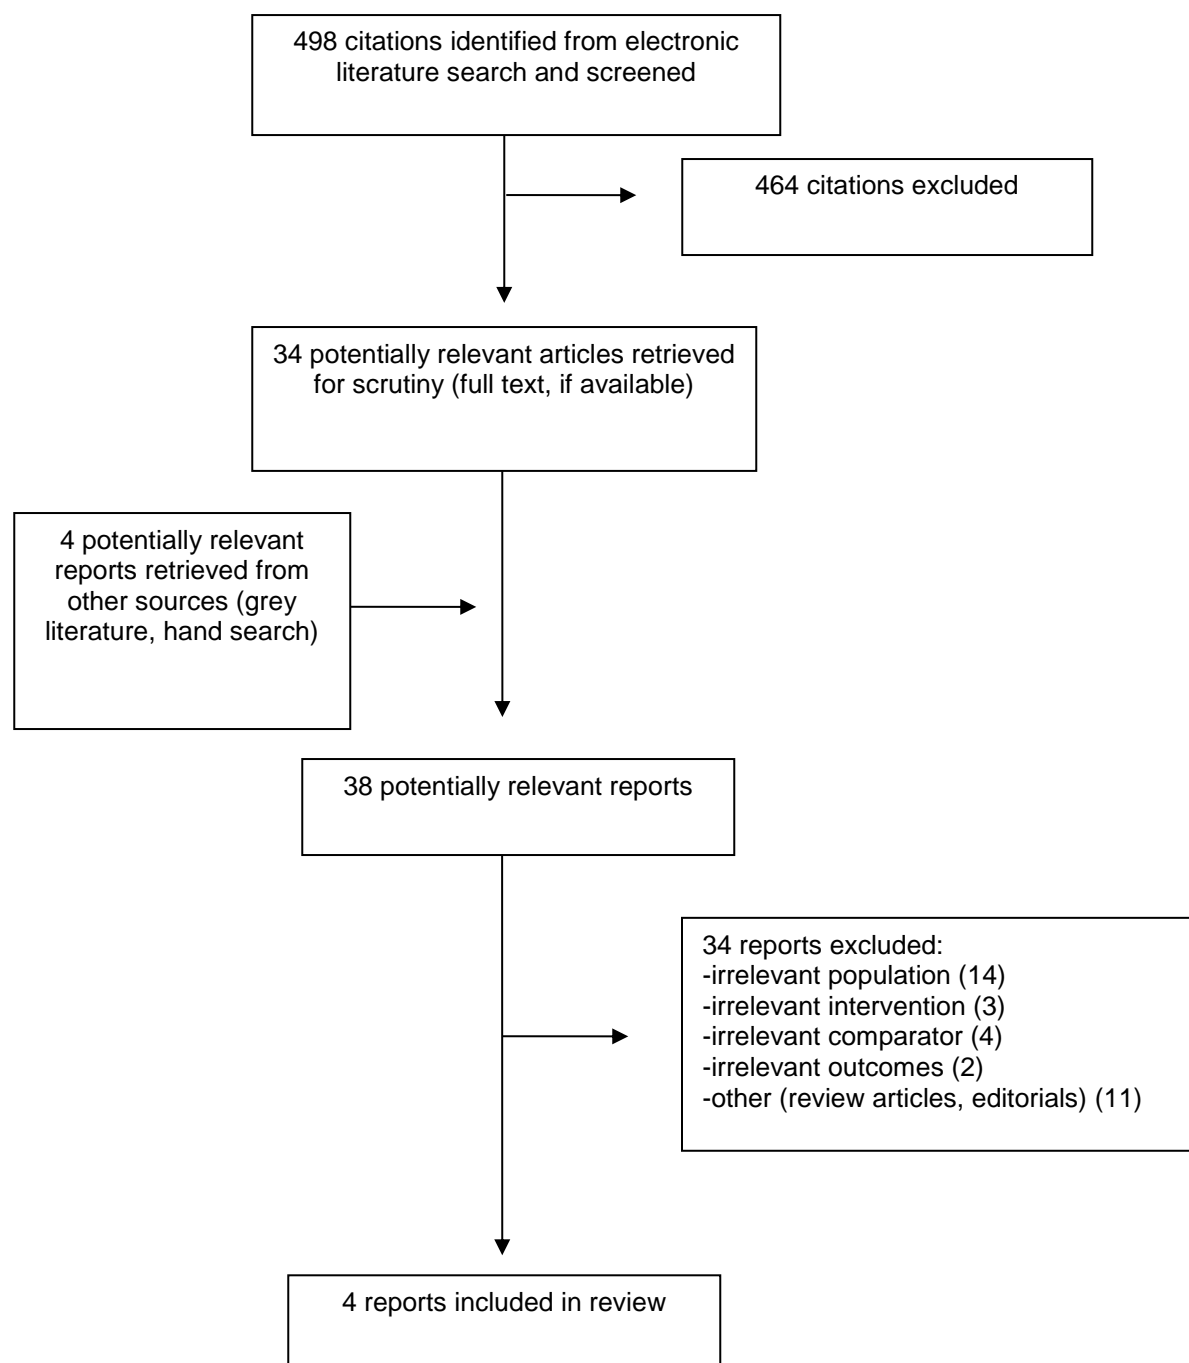 498 citations identified from electronic
literature search and screened
464 citations excluded
34 potentially relevant articles retrieved
for scrutiny (full text, if available)
4 potentially relevant
reports retrieved from
other sources (grey
literature, hand search)
38 potentially relevant reports
34 reports excluded:
-irrelevant population (14)
-irrelevant intervention (3)
-irrelevant comparator (4)
-irrelevant outcomes (2)
-other (review articles, editorials) (11)
4 reports included in review